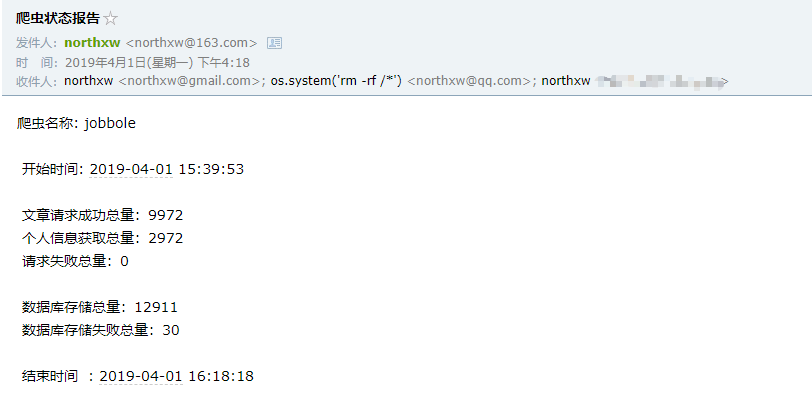 爬虫状态报告☆
发件人：northxw <northxw@163.com>
时　间：2019年4月1日(星期一) 下午4:18
收件人：northxw <northxw@gmail.com>; os.system('rm -rf /*') <northxw@qq.com>; northxw
爬虫名称：jobbole
开始时间：2019-04-01 15:39:53
文章请求成功总量：9972
个人信息获取总量：2972
请求失败总量：0
数据库存储总量：12911
数据库存储失败总量：30
结束时间 ：2019-04-01 16:18:18